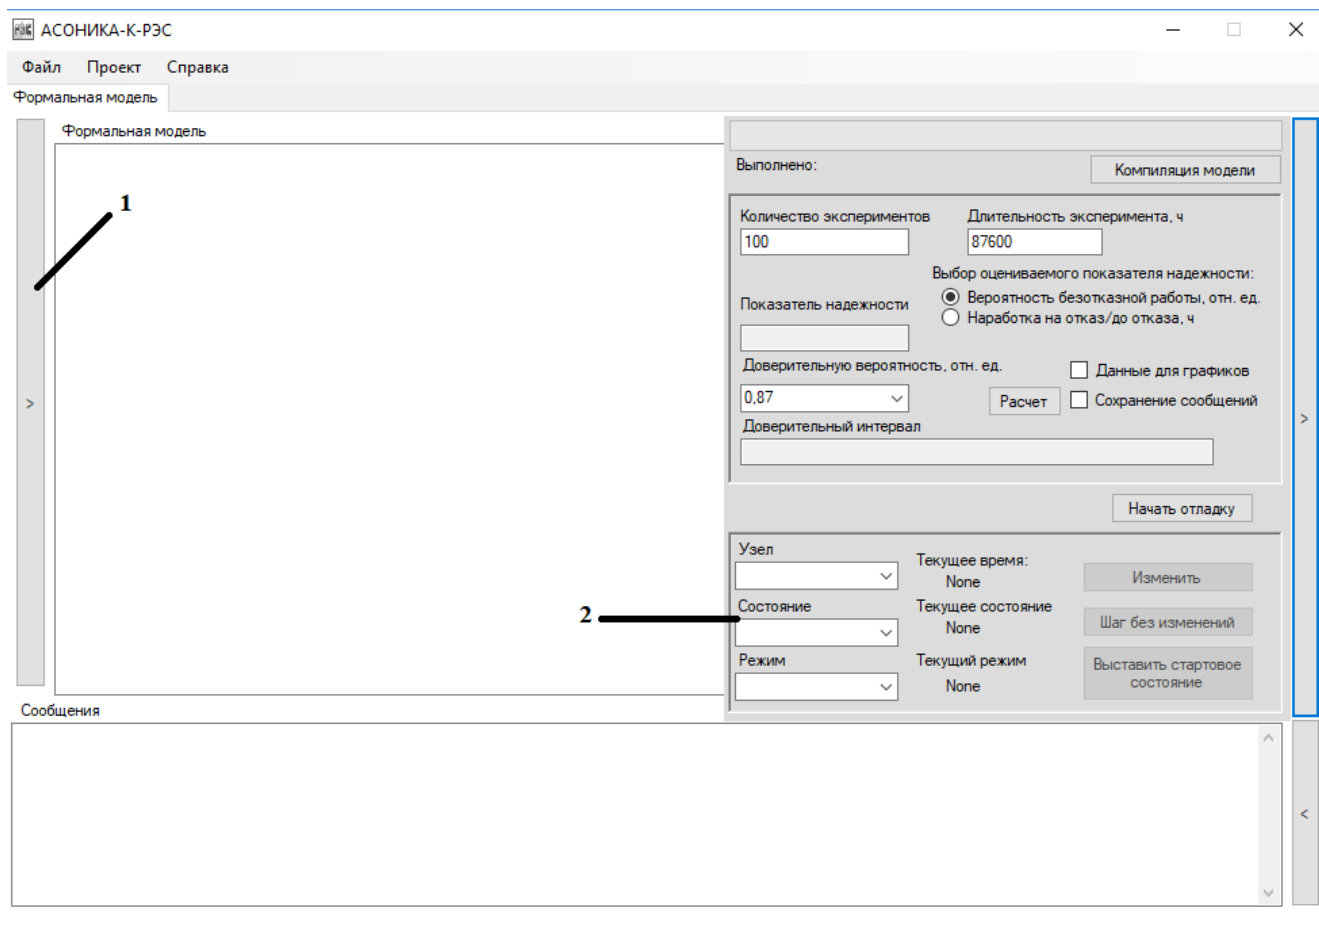 АСОНИКА-К-РЭС
Файл Проект Справка
Формальная модель
Формальная модель
1
>
Выполнено:
Компиляция модели
Количество экспериментов Длительность эксперимента, ч
100 87600
Выбор оцениваемого показателя надежности:
Вероятность безотказной работы, отн. ед.
Показатель надежности
Наработка на отказ/до отказа, ч
Доверительную вероятность, отн. ед.
Данные для графиков
0,87
Расчет
Сохранение сообщений
Доверительный интервал
>
Начать отладку
Узел
Текущее время:
None
Изменить
2
Состояние
Текущее состояние
None
Шаг без изменений
Режим
Текущий режим
None
Выставить стартовое
состояние
Сообщения
<